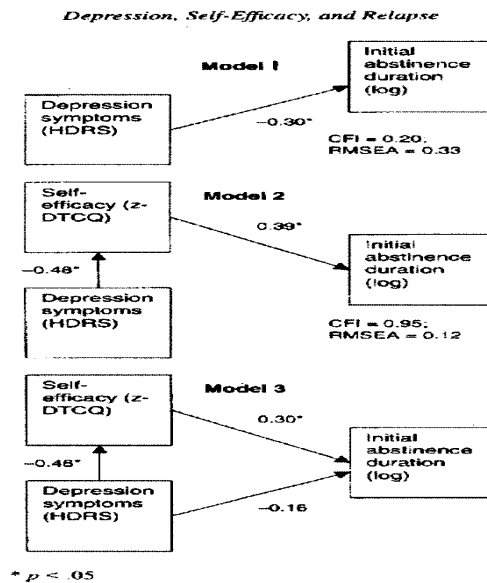 Depression, Self-Efficacy, and Relapse
Model 1
Initial
abstinence
duration
(log)
Depression
symptoms
(HDRS)
−0.30*
CFI = 0.20;
RMSEA = 0.33
Self-
efficacy (z-
DTCQ)
Model 2
0.39*
Initial
abstinence
duration
(log)
−0.48*
Depression
symptoms
(HDRS)
CFI = 0.95;
RMSEA = 0.12
Self-
efficacy (z-
DTCQ)
Model 3
0.30*
Initial
abstinence
duration
(log)
−0.48*
Depression
symptoms
(HDRS)
−0.16
* p < .05